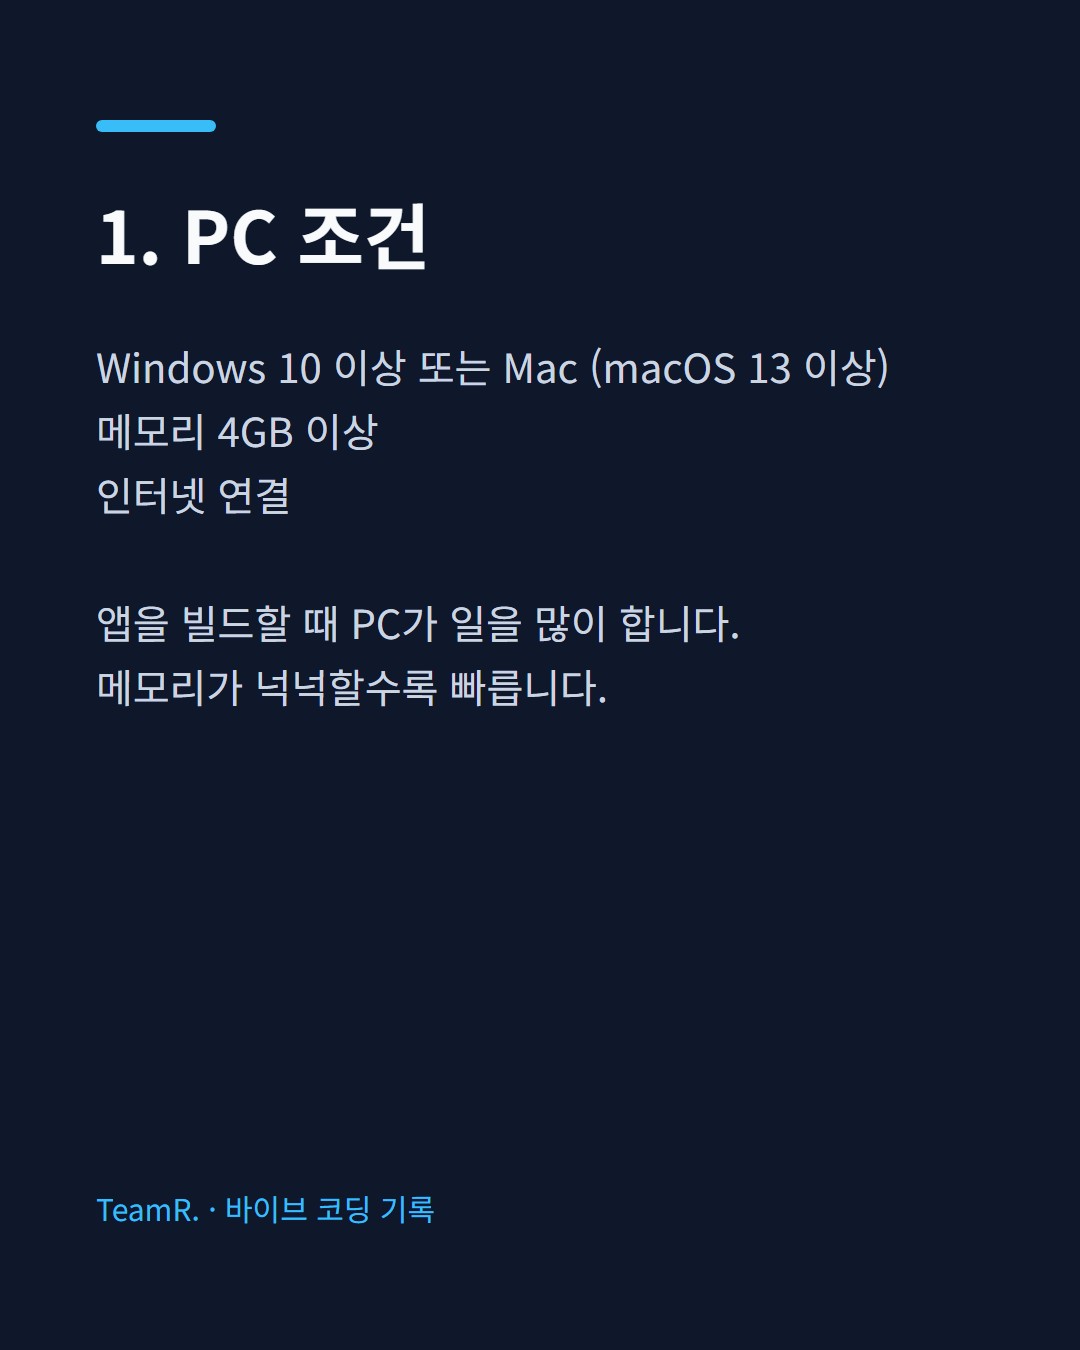 1. PC 조건
Windows 10 이상 또는 Mac (macOS 13 이상)
메모리 4GB 이상
인터넷 연결
앱을 빌드할 때 PC가 일을 많이 합니다.
메모리가 넉넉할수록 빠릅니다.
TeamR. · 바이브 코딩 기록